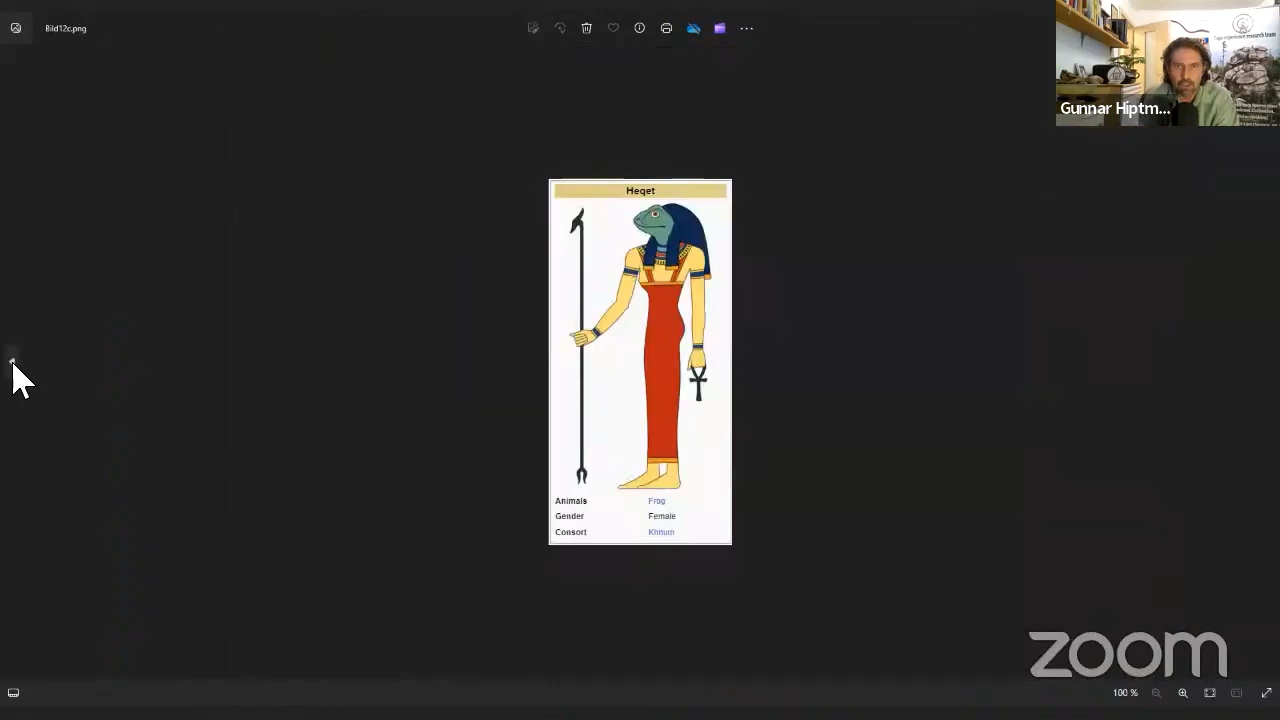 Bild12c.png
Gunnar Hiptm...
Heqet
Animals Frog
Gender Female
Consort Khnum
zoom
100 %